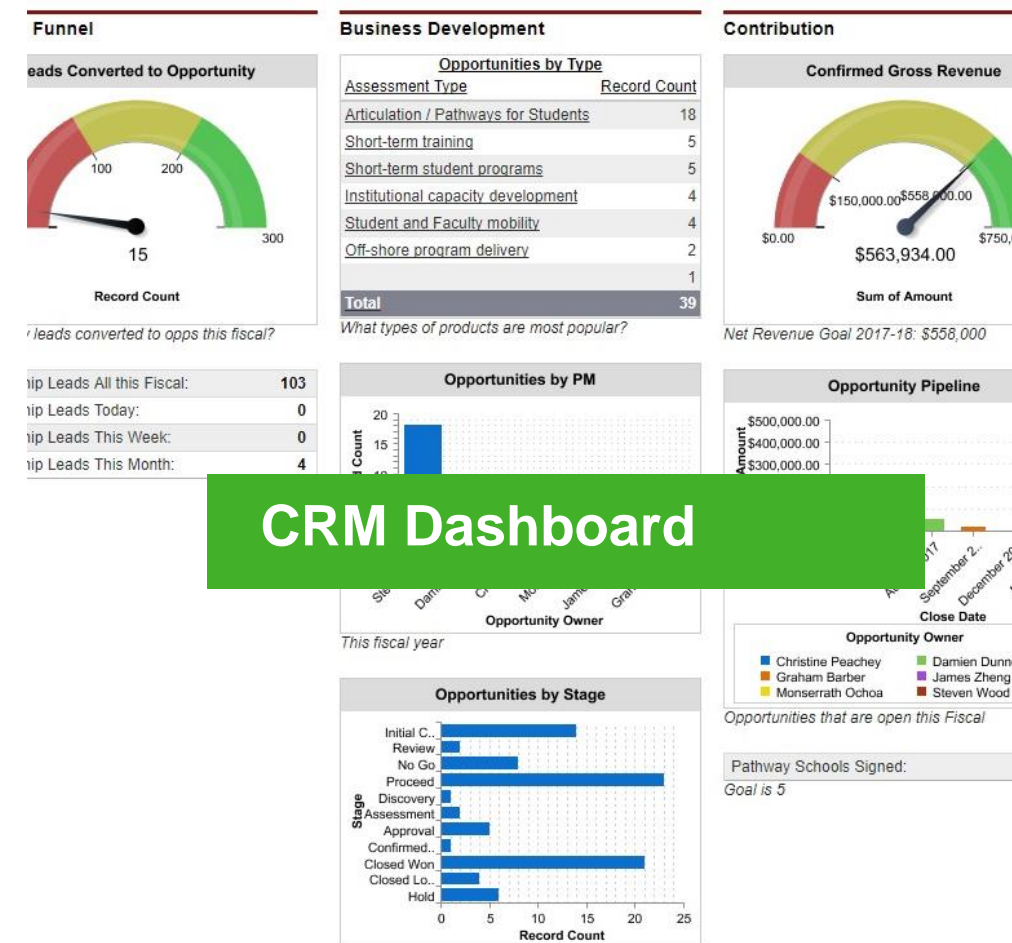 Funnel
Leads Converted to Opportunity
100
200
300
15
Record Count
leads converted to opps this fiscal?
Leads All this Fiscal: 103
Leads Today: 0
Leads This Week: 0
Leads This Month: 4
Business Development
Opportunities by Type
Assessment Type Record Count
Articulation / Pathways for Students 18
Short-term training 5
Short-term student programs 5
Institutional capacity development 4
Student and Faculty mobility 4
Off-shore program delivery 2
1
Total 39
What types of products are most popular?
Opportunities by PM
20
15
Count
CRM Dashboard
Opportunity Owner
This fiscal year
Opportunities by Stage
Stage
Initial C..
Review
No Go
Proceed
Discovery
Assessment
Approval
Confirmed..
Closed Won
Closed Lo..
Hold
0 5 10 15 20 25
Record Count
Contribution
Confirmed Gross Revenue
$150,000.00
$0.00
$563,934.00
Sum of Amount
Net Revenue Goal 2017-18: $558,000
Opportunity Pipeline
Amount
$500,000.00
$400,000.00
$300,000.00
September 2..
December 20
Close Date
Opportunity Owner
Christine Peachey
Damien Dunn
Graham Barber
James Zheng
Monserrath Ochoa
Steven Wood
Opportunities that are open this Fiscal
Pathway Schools Signed:
Goal is 5